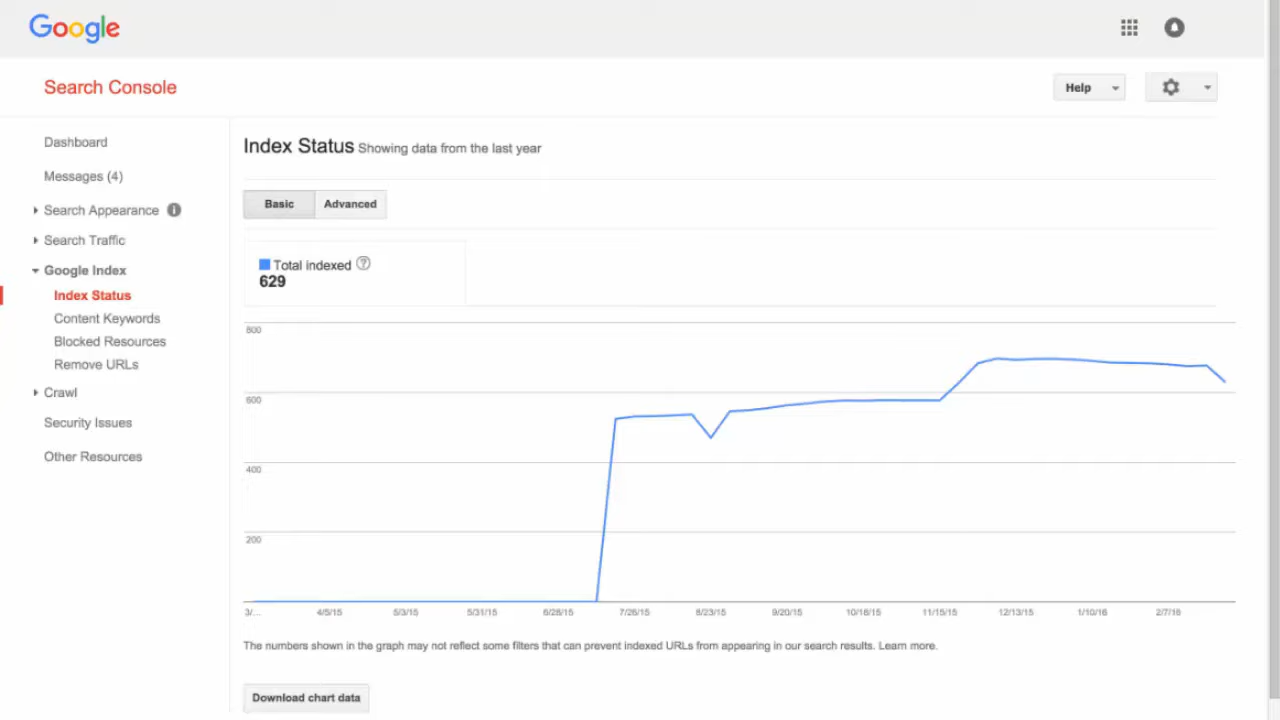 Google
Search Console
Help
Dashboard
Messages (4)
Search Appearance
Search Traffic
Google Index
Index Status
Content Keywords
Blocked Resources
Remove URLs
Crawl
Security Issues
Other Resources
Index Status Showing data from the last year
Basic Advanced
Total indexed
629
800
600
400
200
3/... 4/5/15 5/3/15 5/31/15 6/28/15 7/26/15 8/23/15 9/20/15 10/18/15 11/15/15 12/13/15 1/10/16 2/7/16
The numbers shown in the graph may not reflect some filters that can prevent indexed URLs from appearing in our search results. Learn more.
Download chart data